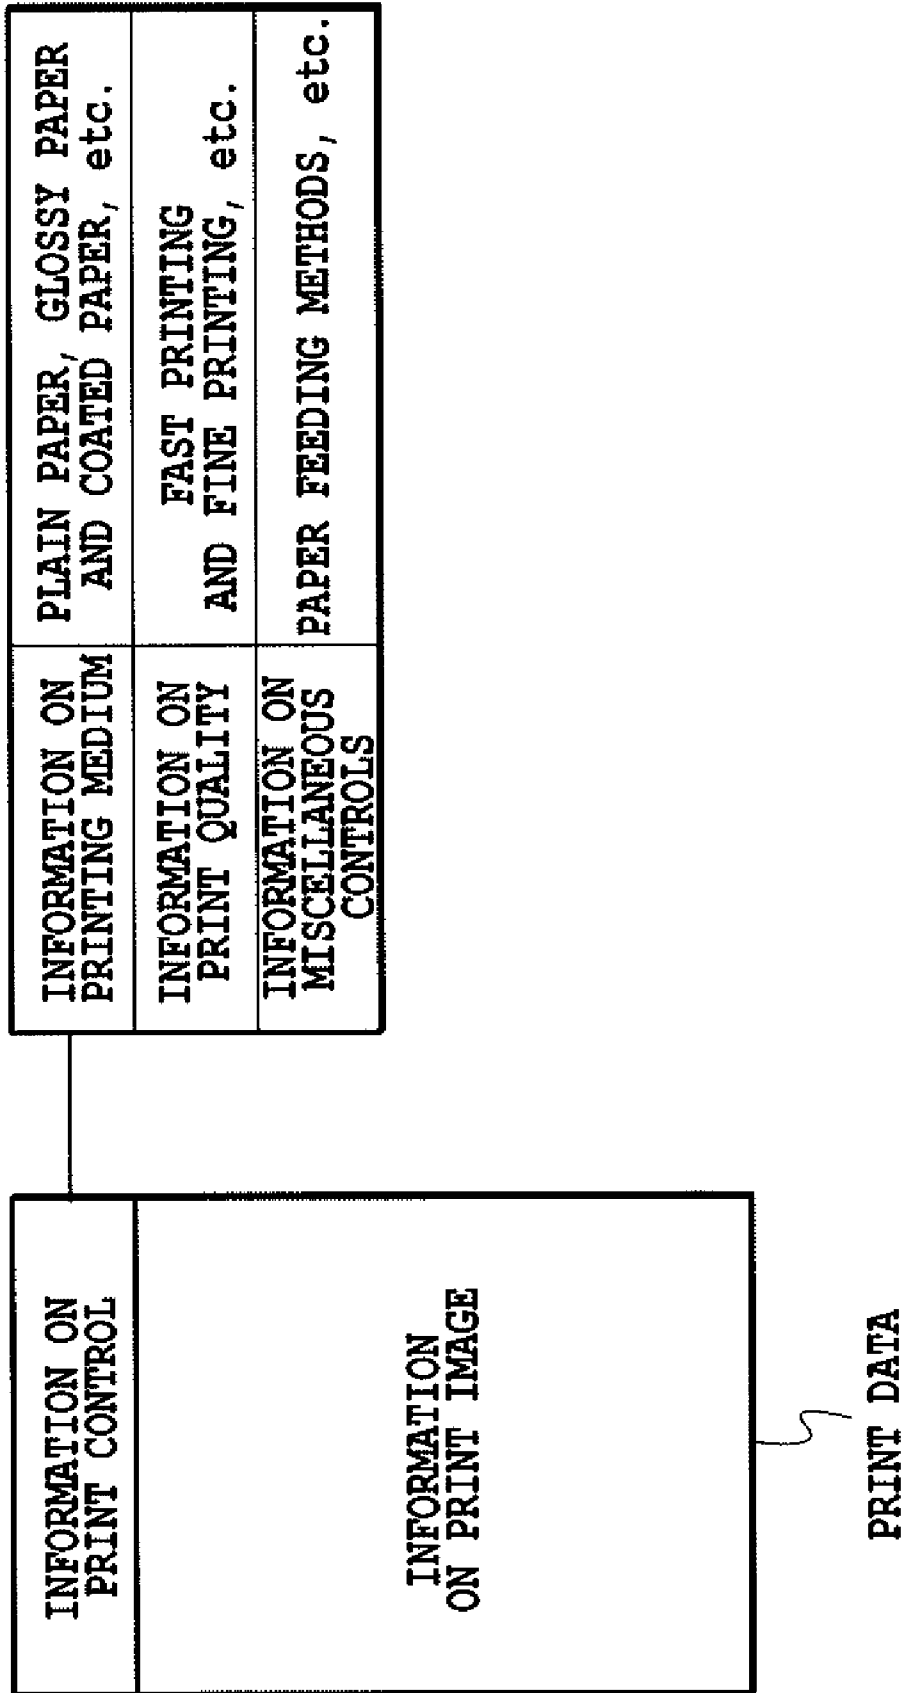 INFORMATION ON
PRINT CONTROL
INFORMATION
ON PRINT IMAGE
PRINT DATA
INFORMATION ON
PRINTING MEDIUM
PLAIN PAPER, GLOSSY PAPER
AND COATED PAPER, etc.
INFORMATION ON
PRINT QUALITY
FAST PRINTING
AND FINE PRINTING, etc.
INFORMATION ON
MISCELLANEOUS
CONTROLS
PAPER FEEDING METHODS, etc.